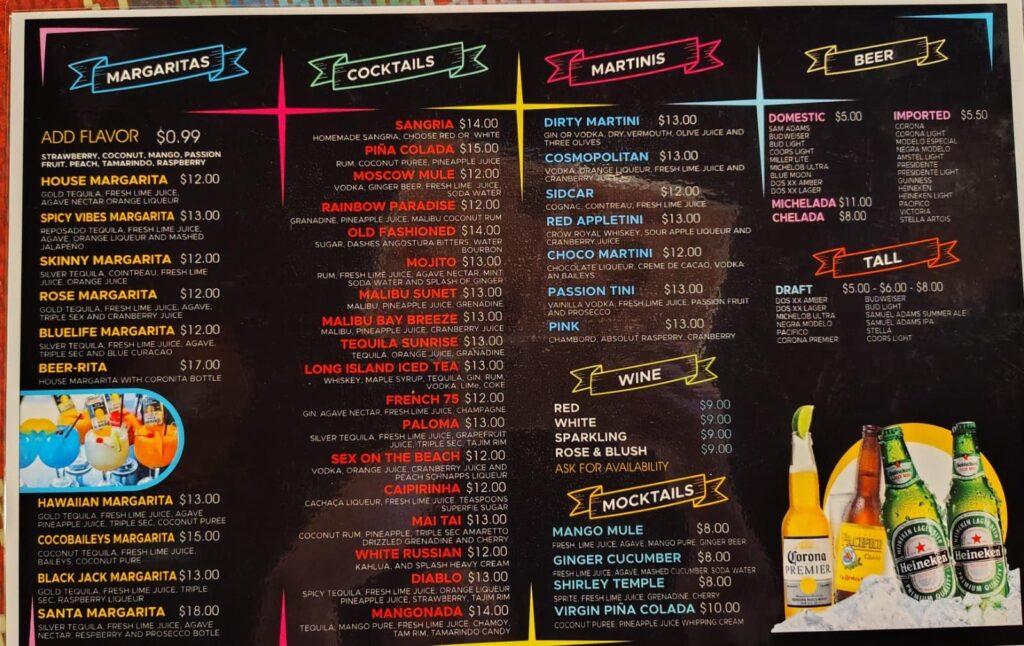 MARGARITAS
ADD FLAVOR $0.99
STRAWBERRY, COCONUT, MANGO, PASSION
FRUIT, PEACH, TAMARINDO, RASPBERRY
HOUSE MARGARITA $12.00
GOLD TEQUILA, FRESH LIME JUICE,
AGAVE NECTAR ORANGE LIQUEUR
SPICY VIBES MARGARITA $13.00
REPOSADO TEQUILA, FRESH LIME JUICE,
AGAVE, ORANGE LIQUEUR AND MASHED
JALAPEÑO
SKINNY MARGARITA $12.00
SILVER TEQUILA, COINTREAU, FRESH LIME
JUICE, ORANGE JUICE
ROSE MARGARITA $12.00
GOLD TEQUILA, FRESH LIME JUICE, AGAVE,
TRIPLE SEX AND CRANBERRY JUICE
BLUELIFE MARGARITA $12.00
SILVER TEQUILA, FRESH LIME JUICE, AGAVE,
TRIPLE SEC AND BLUE CURACAO
BEER-RITA $17.00
HOUSE MARGARITA WITH CORONITA BOTTLE
HAWAIIAN MARGARITA $13.00
GOLD TEQUILA, FRESH LIME JUICE, AGAVE
PINEAPPLE JUICE, TRIPLE SEC, COCONUT PUREE
COCOBAILEYS MARGARITA $15.00
COCONUT TEQUILA, FRESH LIME JUICE,
BAILEYS, COCONUT PURE
BLACK JACK MARGARITA $13.00
GOLD TEQUILA, FRESH LIME JUICE, TRIPLE
SEC, RASPBERRY LIQUEUR
SANTA MARGARITA $18.00
SILVER TEQUILA, FRESH LIME JUICE, AGAVE
NECTAR, RESPBERRY AND PROSECCO BOTLE
COCKTAILS
SANGRIA $14.00
HOMEMADE SANGRIA, CHOOSE RED OR WHITE
PIÑA COLADA $15.00
RUM, COCONUT PUREE, PINEAPPLE JUICE
MOSCOW MULE $12.00
VODKA, GINGER BEER, FRESH LIME JUICE,
SODA WATER
RAINBOW PARADISE $12.00
GRANADINE, PINEAPPLE JUICE, MALIBU COCONUT RUM
OLD FASHIONED $14.00
SUGAR, DASHES ANGOSTURA BITTERS, WATER
BOURBON
MOJITO $13.00
RUM, FRESH LIME JUICE, AGAVE NECTAR, MINT
SODA WATER AND SPLASH OF GINGER
MALIBU SUNET $13.00
MALIBU, PINEAPPLE JUICE, GRENADINE
MALIBU BAY BREEZE $13.00
MALIBU, PINEAPPLE JUICE, CRANBERRY JUICE
TEQUILA SUNRISE $13.00
TEQUILA, ORANGE JUICE, GRANADINE
LONG ISLAND ICED TEA $13.00
WHISKEY, MAPLE SYRUP, TEQUILA, GIN, RUM,
VODKA, LIMe, COKE
FRENCH 75 $12.00
GIN, AGAVE NECTAR, FRESH LIME JUICE, CHAMPAGNE
PALOMA $13.00
SILVER TEQUILA, FRESH LIME JUICE, GRAPEFRUIT
JUICE, TRIPLE SEC, TAJIM RIM
SEX ON THE BEACH $12.00
VODKA, ORANGE JUICE, CRANBERRY JUICE AND
PEACH SCHNAPPS LIQUEUR
CAIPIRINHA $12.00
CACHAÇA LIQUEUR, FRESH LIME JUICE, TEASPOONS
SUPERFIE SUGAR
MAI TAI $13.00
COCONUT RUM, PINEAPPLE, TRIPLE SEC AMARETTO
DRIZZLED GRENADINE AND CHERRY
WHITE RUSSIAN $12.00
KAHLUA, AND SPLASH HEAVY CREAM
DIABLO $13.00
SPICY TEQUILA, FRESH LIME JUICE, ORANGE LIQUEUR
PINEAPPLE JUICE, STRAWBERRY, TAJIM RIM
MANGONADA $14.00
TEQUILA, MANGO PURE, FRESH LIME JUICE, CHAMOY,
TAM RIM, TAMARINDO CANDY
MARTINIS
DIRTY MARTINI $13.00
GIN OR VODKA, DRY VERMOUTH, OLIVE JUICE AND
THREE OLIVES
COSMOPOLITAN $13.00
VODKA, ORANGE LIQUEUR, FRESH LIME JUICE AND
CRANBERRY JUICE
SIDCAR $12.00
COGNAC, COINTREAU, FRESH LIME JUICE
RED APPLETINI $13.00
CROW ROYAL WHISKEY, SOUR APPLE LIQUEUR AND
CRANBERRY JUICE
CHOCO MARTINI $12.00
CHOCOLATE LIQUEUR, CREME DE CACAO, VODKA
AN BAILEYS
PASSION TINI $13.00
VAINILLA VODKA, FRESH LIME JUICE, PASSION FRUIT
AND PROSECCO
PINK $13.00
CHAMBORD, ABSOLUT RASPERRY, CRANBERRY
WINE
RED $9.00
WHITE $9.00
SPARKLING $9.00
ROSE & BLUSH $9.00
ASK FOR AVAILABILITY
MOCKTAILS
MANGO MULE $8.00
FRESH LIME JUICE, AGAVE, MANGO PURE, GINGER BEER
GINGER CUCUMBER $8.00
FRESH LIME JUICE, AGAVE, MASHED CUCUMBER, SODA WATER
SHIRLEY TEMPLE $8.00
SPRITE, FRESH LIME JUICE, GRENADINE, CHERRY
VIRGIN PIÑA COLADA $10.00
COCONUT PUREE, PINEAPPLE JUICE WHIPPING CREAM
BEER
DOMESTIC $5.00
SAM ADAMS
BUDWEISER
BUD LIGHT
COORS LIGHT
MILLER LITE
MICHELOB ULTRA
BLUE MOON
DOS XX AMBER
DOS XX LAGER
MICHELADA $11.00
CHELADA $8.00
IMPORTED $5.50
CORONA
CORONA LIGHT
MODELO ESPECIAL
NEGRA MODELO
AMSTEL LIGHT
PRESIDENTE
PRESIDENTE LIGHT
GUINNESS
HEINEKEN
HEINEKEN LIGHT
PACIFICO
VICTORIA
STELLA ARTOIS
TALL
DRAFT $5.00 - $6.00 - $8.00
DOS XX AMBER
DOS XX LAGER
MICHELOB ULTRA
NEGRA MODELO
PACIFICO
CORONA PREMIER
BUDWEISER
BUD LIGHT
SAMUEL ADAMS SUMMER ALE
SAMUEL ADAMS IPA
STELLA
COORS LIGHT
Corona
PREMIER
Heineken
Heineken